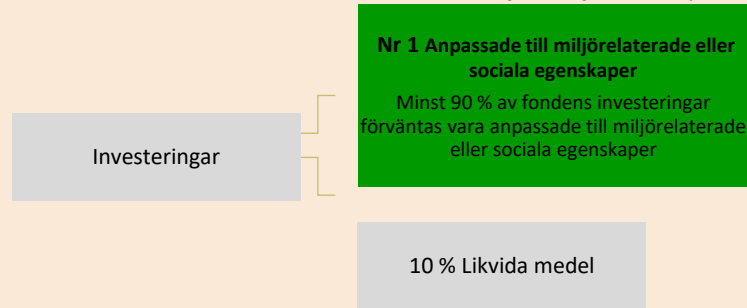 Nr 1 Anpassade till miljörelaterade eller
sociala egenskaper
Minst 90 % av fondens investeringar
förväntas vara anpassade till miljörelaterade
eller sociala egenskaper
Investeringar
10 % Likvida medel